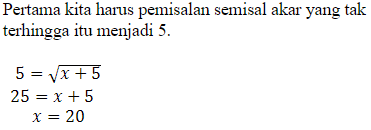 Pertama kita harus pemisalan semisal akar yang tak
terhingga itu menjadi 5.
5 = √(x + 5)
25 = x + 5
x = 20